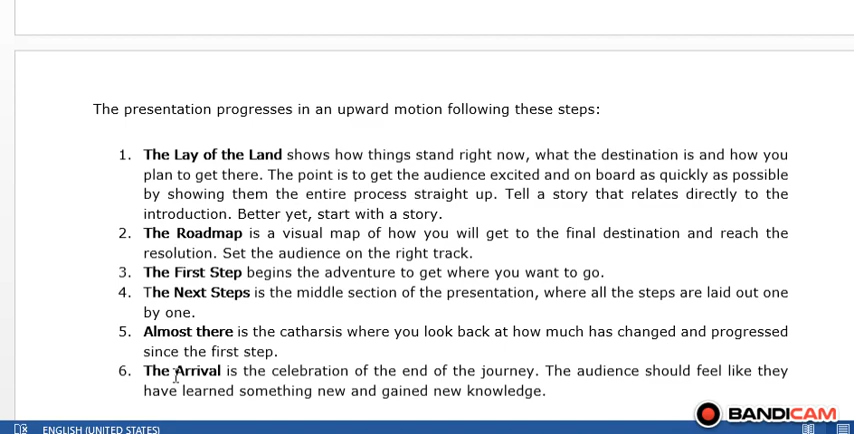 The presentation progresses in an upward motion following these steps:
1. The Lay of the Land shows how things stand right now, what the destination is and how you
plan to get there. The point is to get the audience excited and on board as quickly as possible
by showing them the entire process straight up. Tell a story that relates directly to the
introduction. Better yet, start with a story.
2. The Roadmap is a visual map of how you will get to the final destination and reach the
resolution. Set the audience on the right track.
3. The First Step begins the adventure to get where you want to go.
4. The Next Steps is the middle section of the presentation, where all the steps are laid out one
by one.
5. Almost there is the catharsis where you look back at how much has changed and progressed
since the first step.
6. The Arrival is the celebration of the end of the journey. The audience should feel like they
have learned something new and gained new knowledge.
BANDICAM
ENGLISH (UNITED STATES)